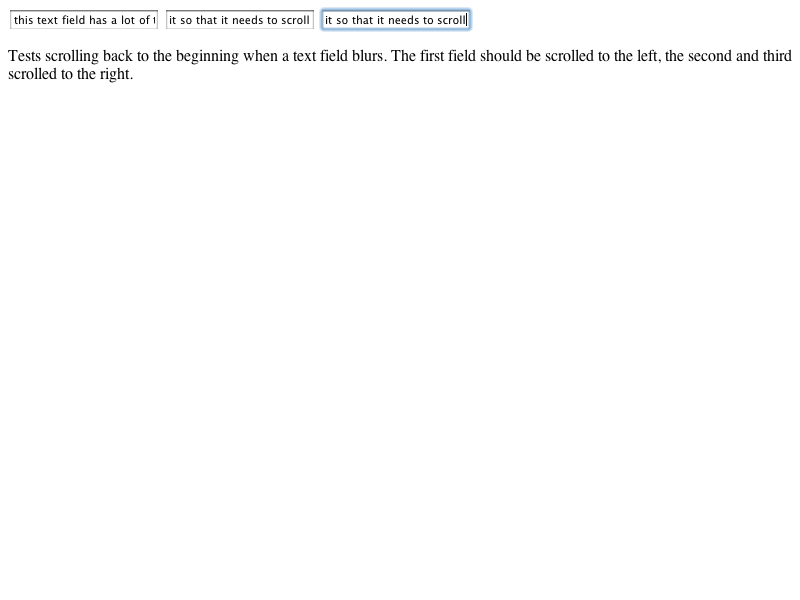 this text field has a lot of it so that it needs to scroll it so that it needs to scroll
Tests scrolling back to the beginning when a text field blurs. The first field should be scrolled to the left, the second and third
scrolled to the right.